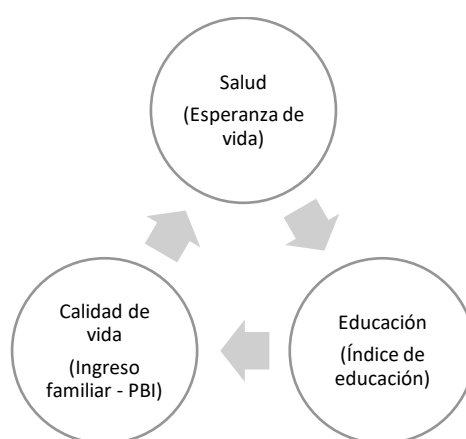 Salud
(Esperanza de
vida)
Educación
(Índice de
educación)
Calidad de
vida
(Ingreso
familiar - PBI)